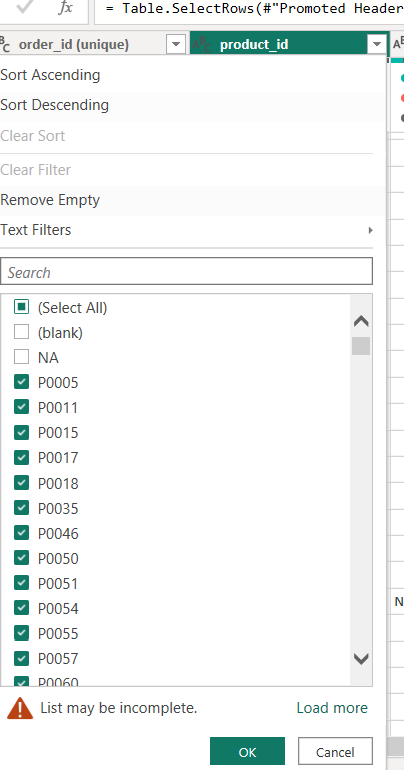 fx = Table.SelectRows(#"Promoted Header
order_id (unique) product_id
Sort Ascending
Sort Descending
Clear Sort
Clear Filter
Remove Empty
Text Filters
Search
(Select All)
(blank)
NA
P0005
P0011
P0015
P0017
P0018
P0035
P0046
P0050
P0051
P0054
P0055
P0057
P0060
N
List may be incomplete. Load more
OK Cancel